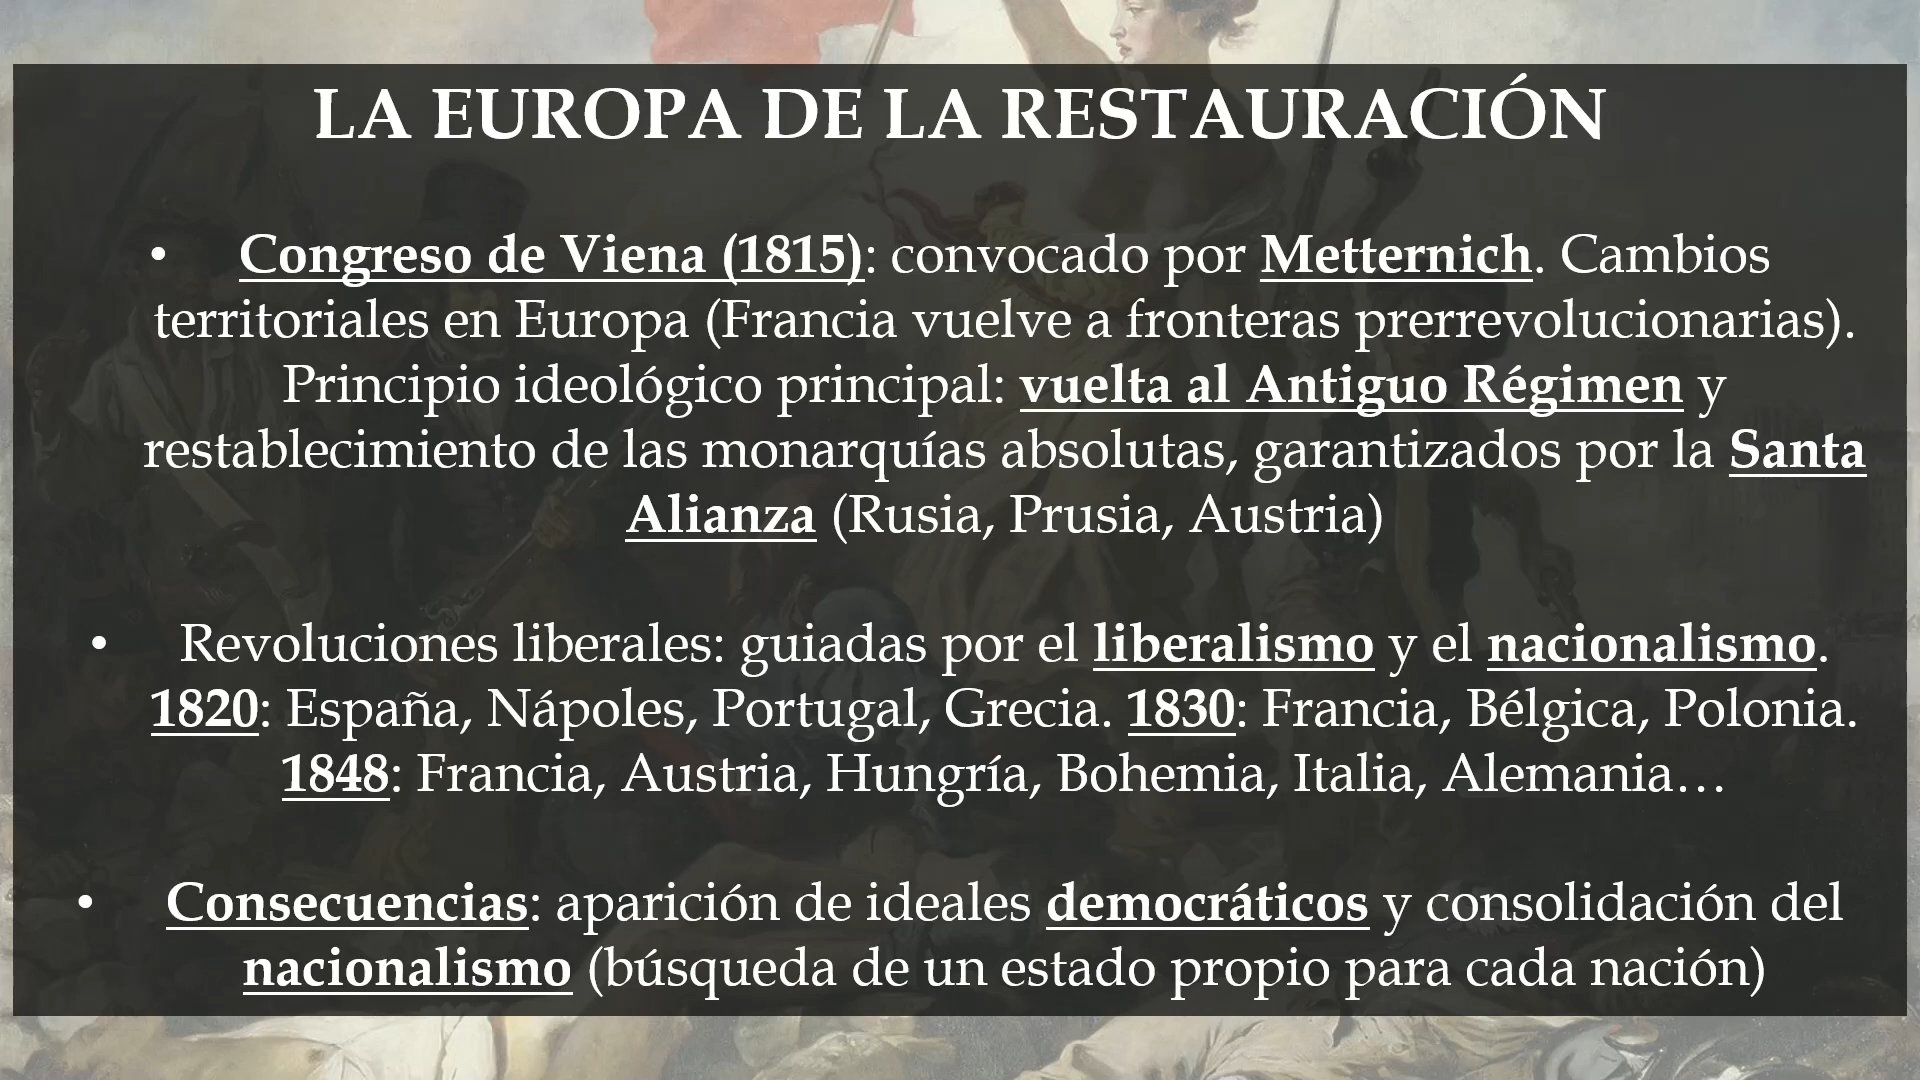 LA EUROPA DE LA RESTAURACIÓN
• Congreso de Viena (1815): convocado por Metternich. Cambios
territoriales en Europa (Francia vuelve a fronteras prerrevolucionarias).
Principio ideológico principal: vuelta al Antiguo Régimen y
restablecimiento de las monarquías absolutas, garantizados por la Santa
Alianza (Rusia, Prusia, Austria)
• Revoluciones liberales: guiadas por el liberalismo y el nacionalismo.
1820: España, Nápoles, Portugal, Grecia. 1830: Francia, Bélgica, Polonia.
1848: Francia, Austria, Hungría, Bohemia, Italia, Alemania…
• Consecuencias: aparición de ideales democráticos y consolidación del
nacionalismo (búsqueda de un estado propio para cada nación)